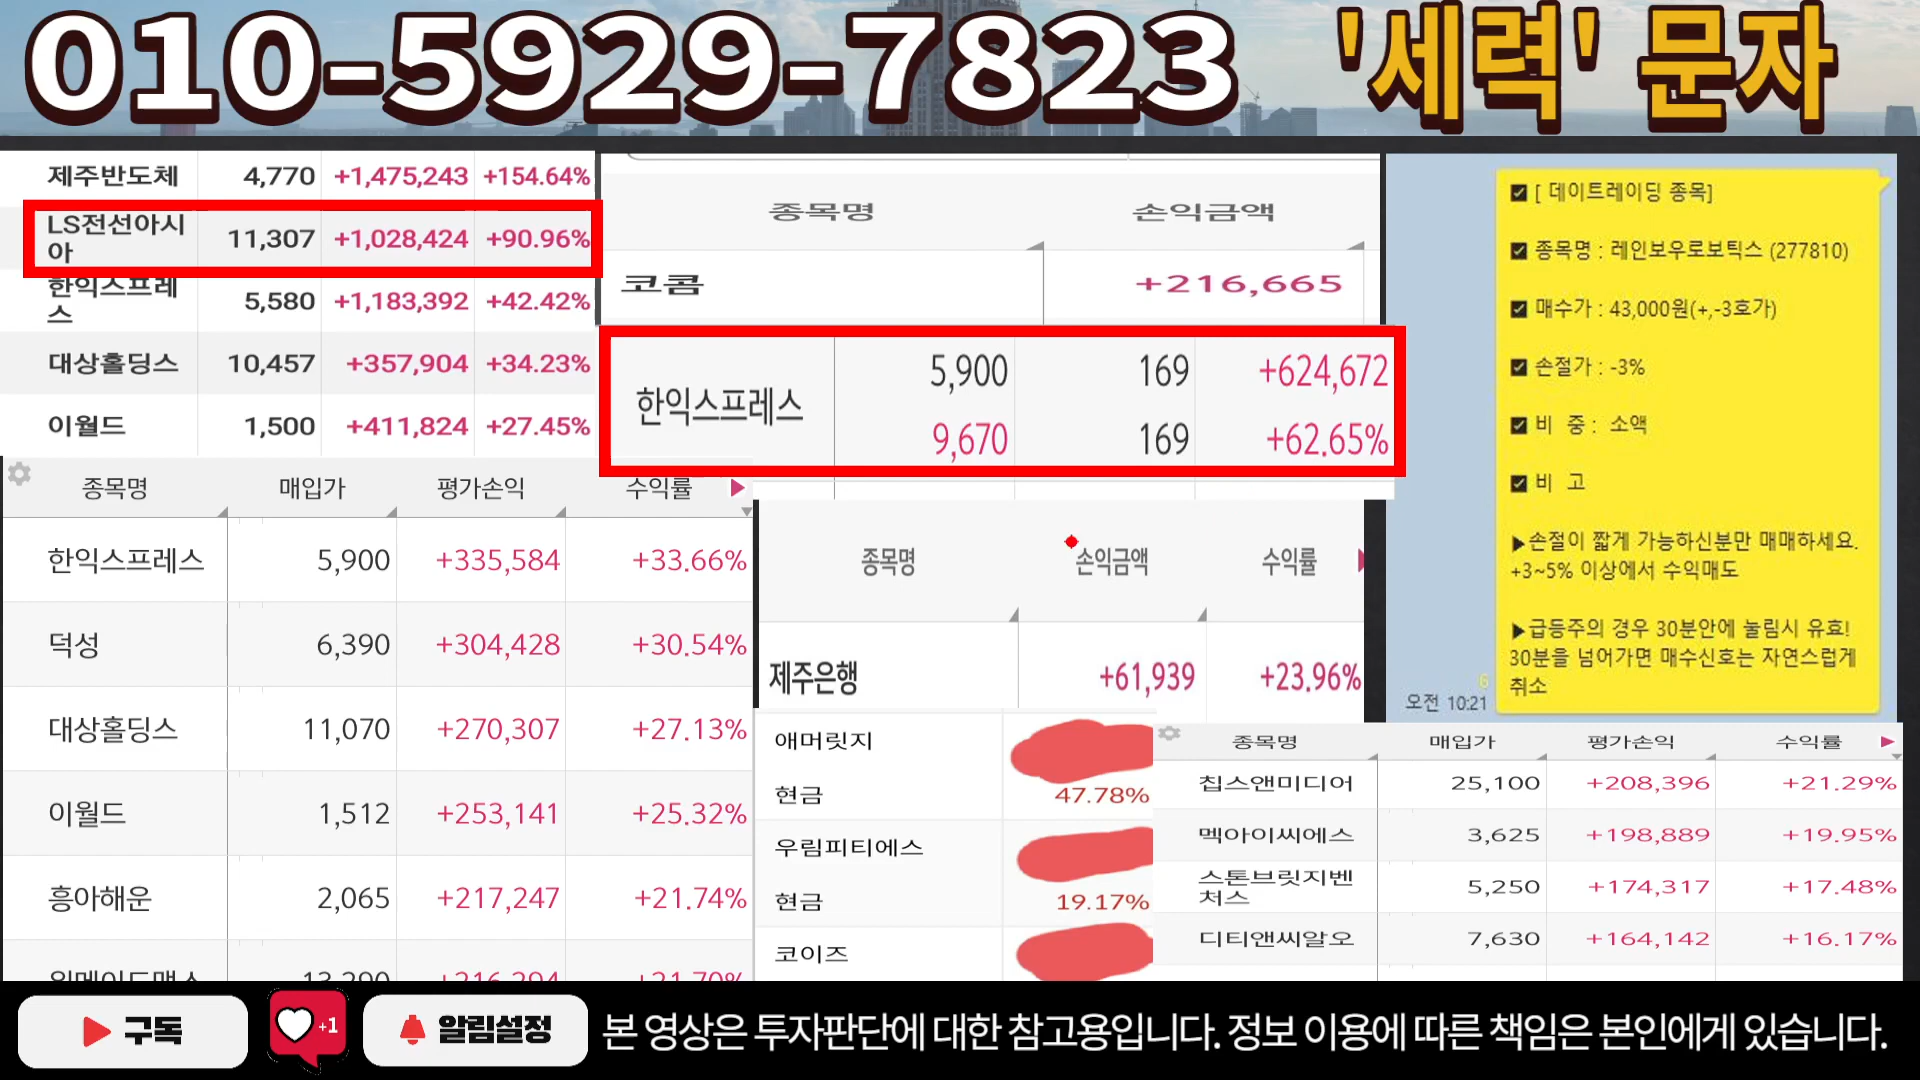 010-5929-7823 '세력' 문자
제주반도체 4,770 +1,475,243 +154.64%
LS전선아시아 11,307 +1,028,424 +90.96%
한익스프레스 5,580 +1,183,392 +42.42%
대상홀딩스 10,457 +357,904 +34.23%
이월드 1,500 +411,824 +27.45%
종목명 손익금액
코콤 +216,665
한익스프레스 5,900 169 +624,672
9,670 169 +62.65%
☑ [ 데이트레이딩 종목]
☑ 종목명 : 레인보우로보틱스 (277810)
☑ 매수가 : 43,000원(+,-3호가)
☑ 손절가 : -3%
☑ 비 중 : 소액
☑ 비 고
▶손절이 짧게 가능하신분만 매매하세요.
+3~5% 이상에서 수익매도
▶급등주의 경우 30분안에 눌림시 유효!
30분을 넘어가면 매수신호는 자연스럽게
취소
6
오전 10:21
종목명 매입가 평가손익 수익률
한익스프레스 5,900 +335,584 +33.66%
덕성 6,390 +304,428 +30.54%
대상홀딩스 11,070 +270,307 +27.13%
이월드 1,512 +253,141 +25.32%
흥아해운 2,065 +217,247 +21.74%
종목명 손익금액 수익률
제주은행 +61,939 +23.96%
애머릿지
현금 47.78%
우림피티에스
현금 19.17%
코이즈
종목명 매입가 평가손익 수익률
칩스앤미디어 25,100 +208,396 +21.29%
멕아이씨에스 3,625 +198,889 +19.95%
스톤브릿지벤처스 5,250 +174,317 +17.48%
디티앤씨알오 7,630 +164,142 +16.17%
구독 +1 알림설정 본 영상은 투자판단에 대한 참고용입니다. 정보 이용에 따른 책임은 본인에게 있습니다.